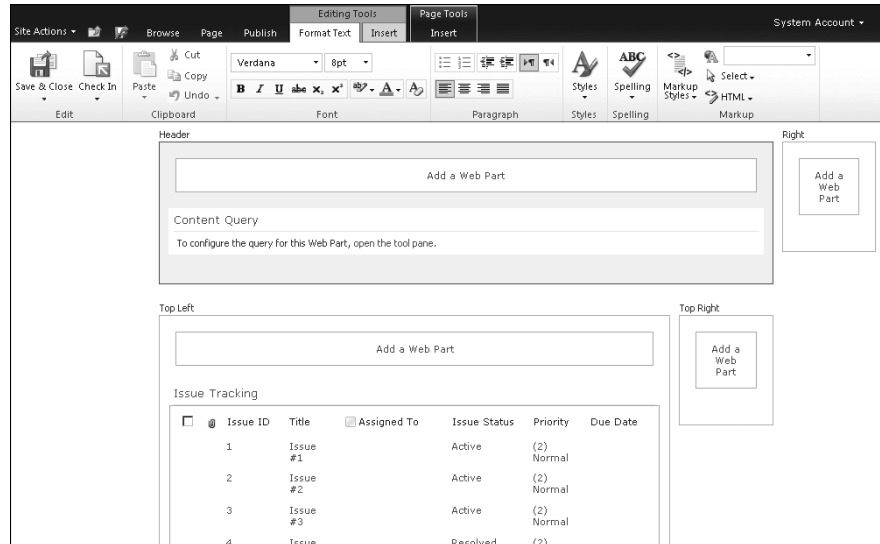 Editing Tools
Page Tools
Site Actions
Browse
Page
Publish
Format Text
Insert
Insert
System Account
Save & Close
Check In
Edit
Paste
Cut
Copy
Undo
Clipboard
Verdana
8pt
B I U abc x₂ x² ab A A
Font
Paragraph
Styles
Styles
ABC
Spelling
Spelling
Markup
Styles
Select
HTML
Markup
Header
Add a Web Part
Content Query
To configure the query for this Web Part, open the tool pane.
Right
Add a
Web
Part
Top Left
Add a Web Part
Top Right
Add a
Web
Part
Issue Tracking
Issue ID Title Assigned To Issue Status Priority Due Date
1 Issue Active (2)
#1 Normal
2 Issue Active (2)
#2 Normal
3 Issue Active (2)
#3 Normal
4 Issue Resolved (2)